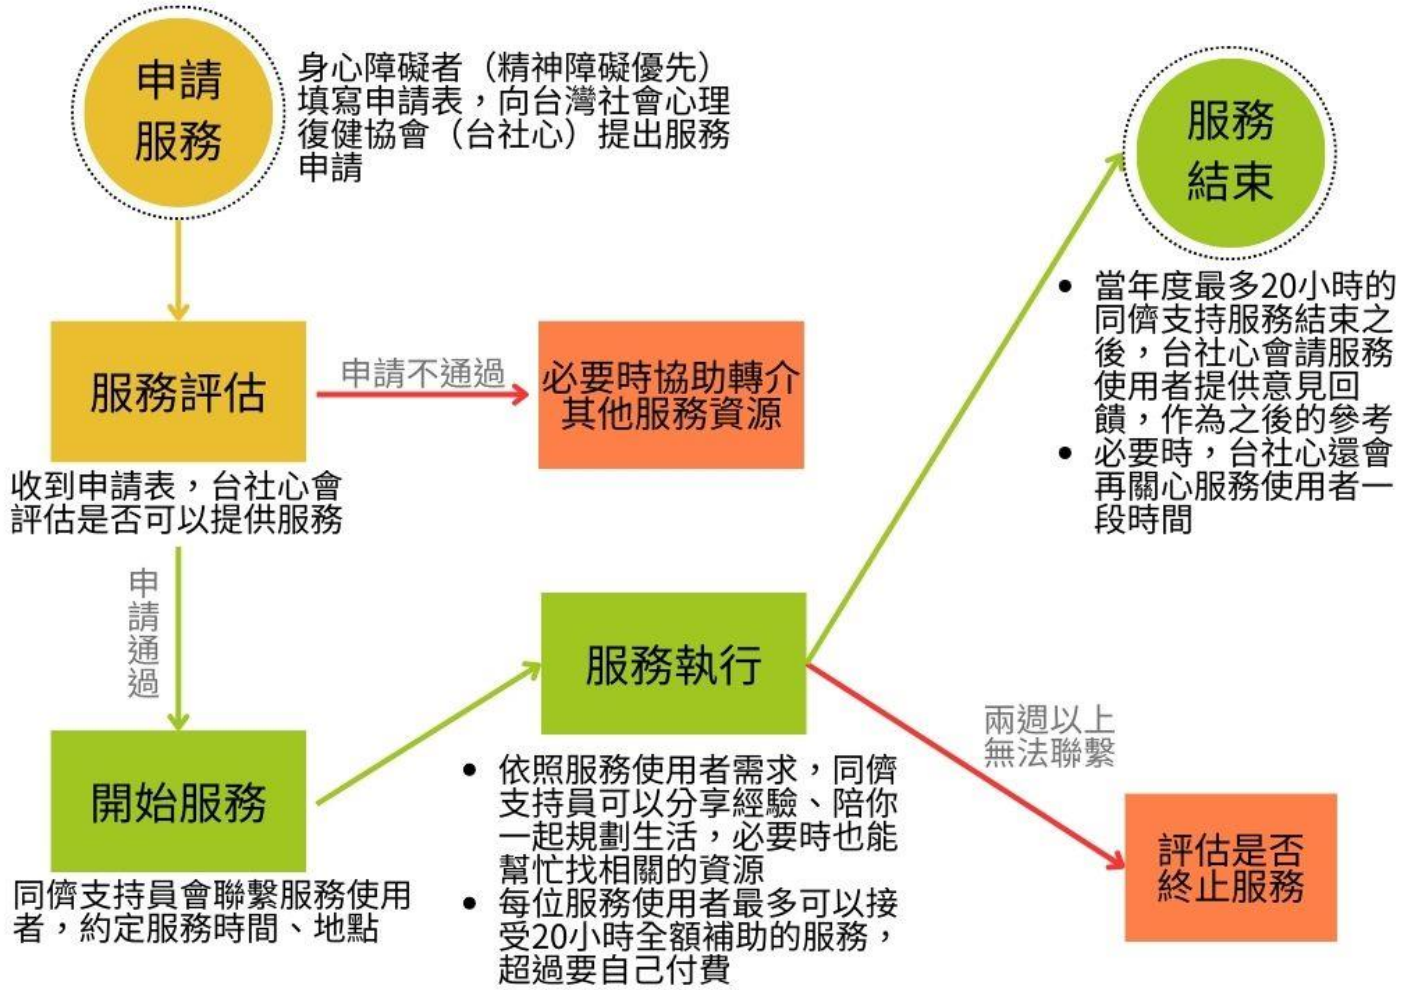 申請
服務
身心障礙者（精神障礙優先）
填寫申請表，向台灣社會心理
復健協會（台社心）提出服務
申請
服務評估
收到申請表，台社心會
評估是否可以提供服務
申請不通過
必要時協助轉介
其他服務資源
申請通過
開始服務
同儕支持員會聯繫服務使用
者，約定服務時間、地點
服務執行
• 依照服務使用者需求，同儕
支持員可以分享經驗、陪你
一起規劃生活，必要時也能
幫忙找相關的資源
• 每位服務使用者最多可以接
受20小時全額補助的服務，
超過要自己付費
服務
結束
• 當年度最多20小時的
同儕支持服務結束之
後，台社心會請服務
使用者提供意見回
饋，作為之後的參考
• 必要時，台社心還會
再關心服務使用者一
段時間
兩週以上
無法聯繫
評估是否
終止服務